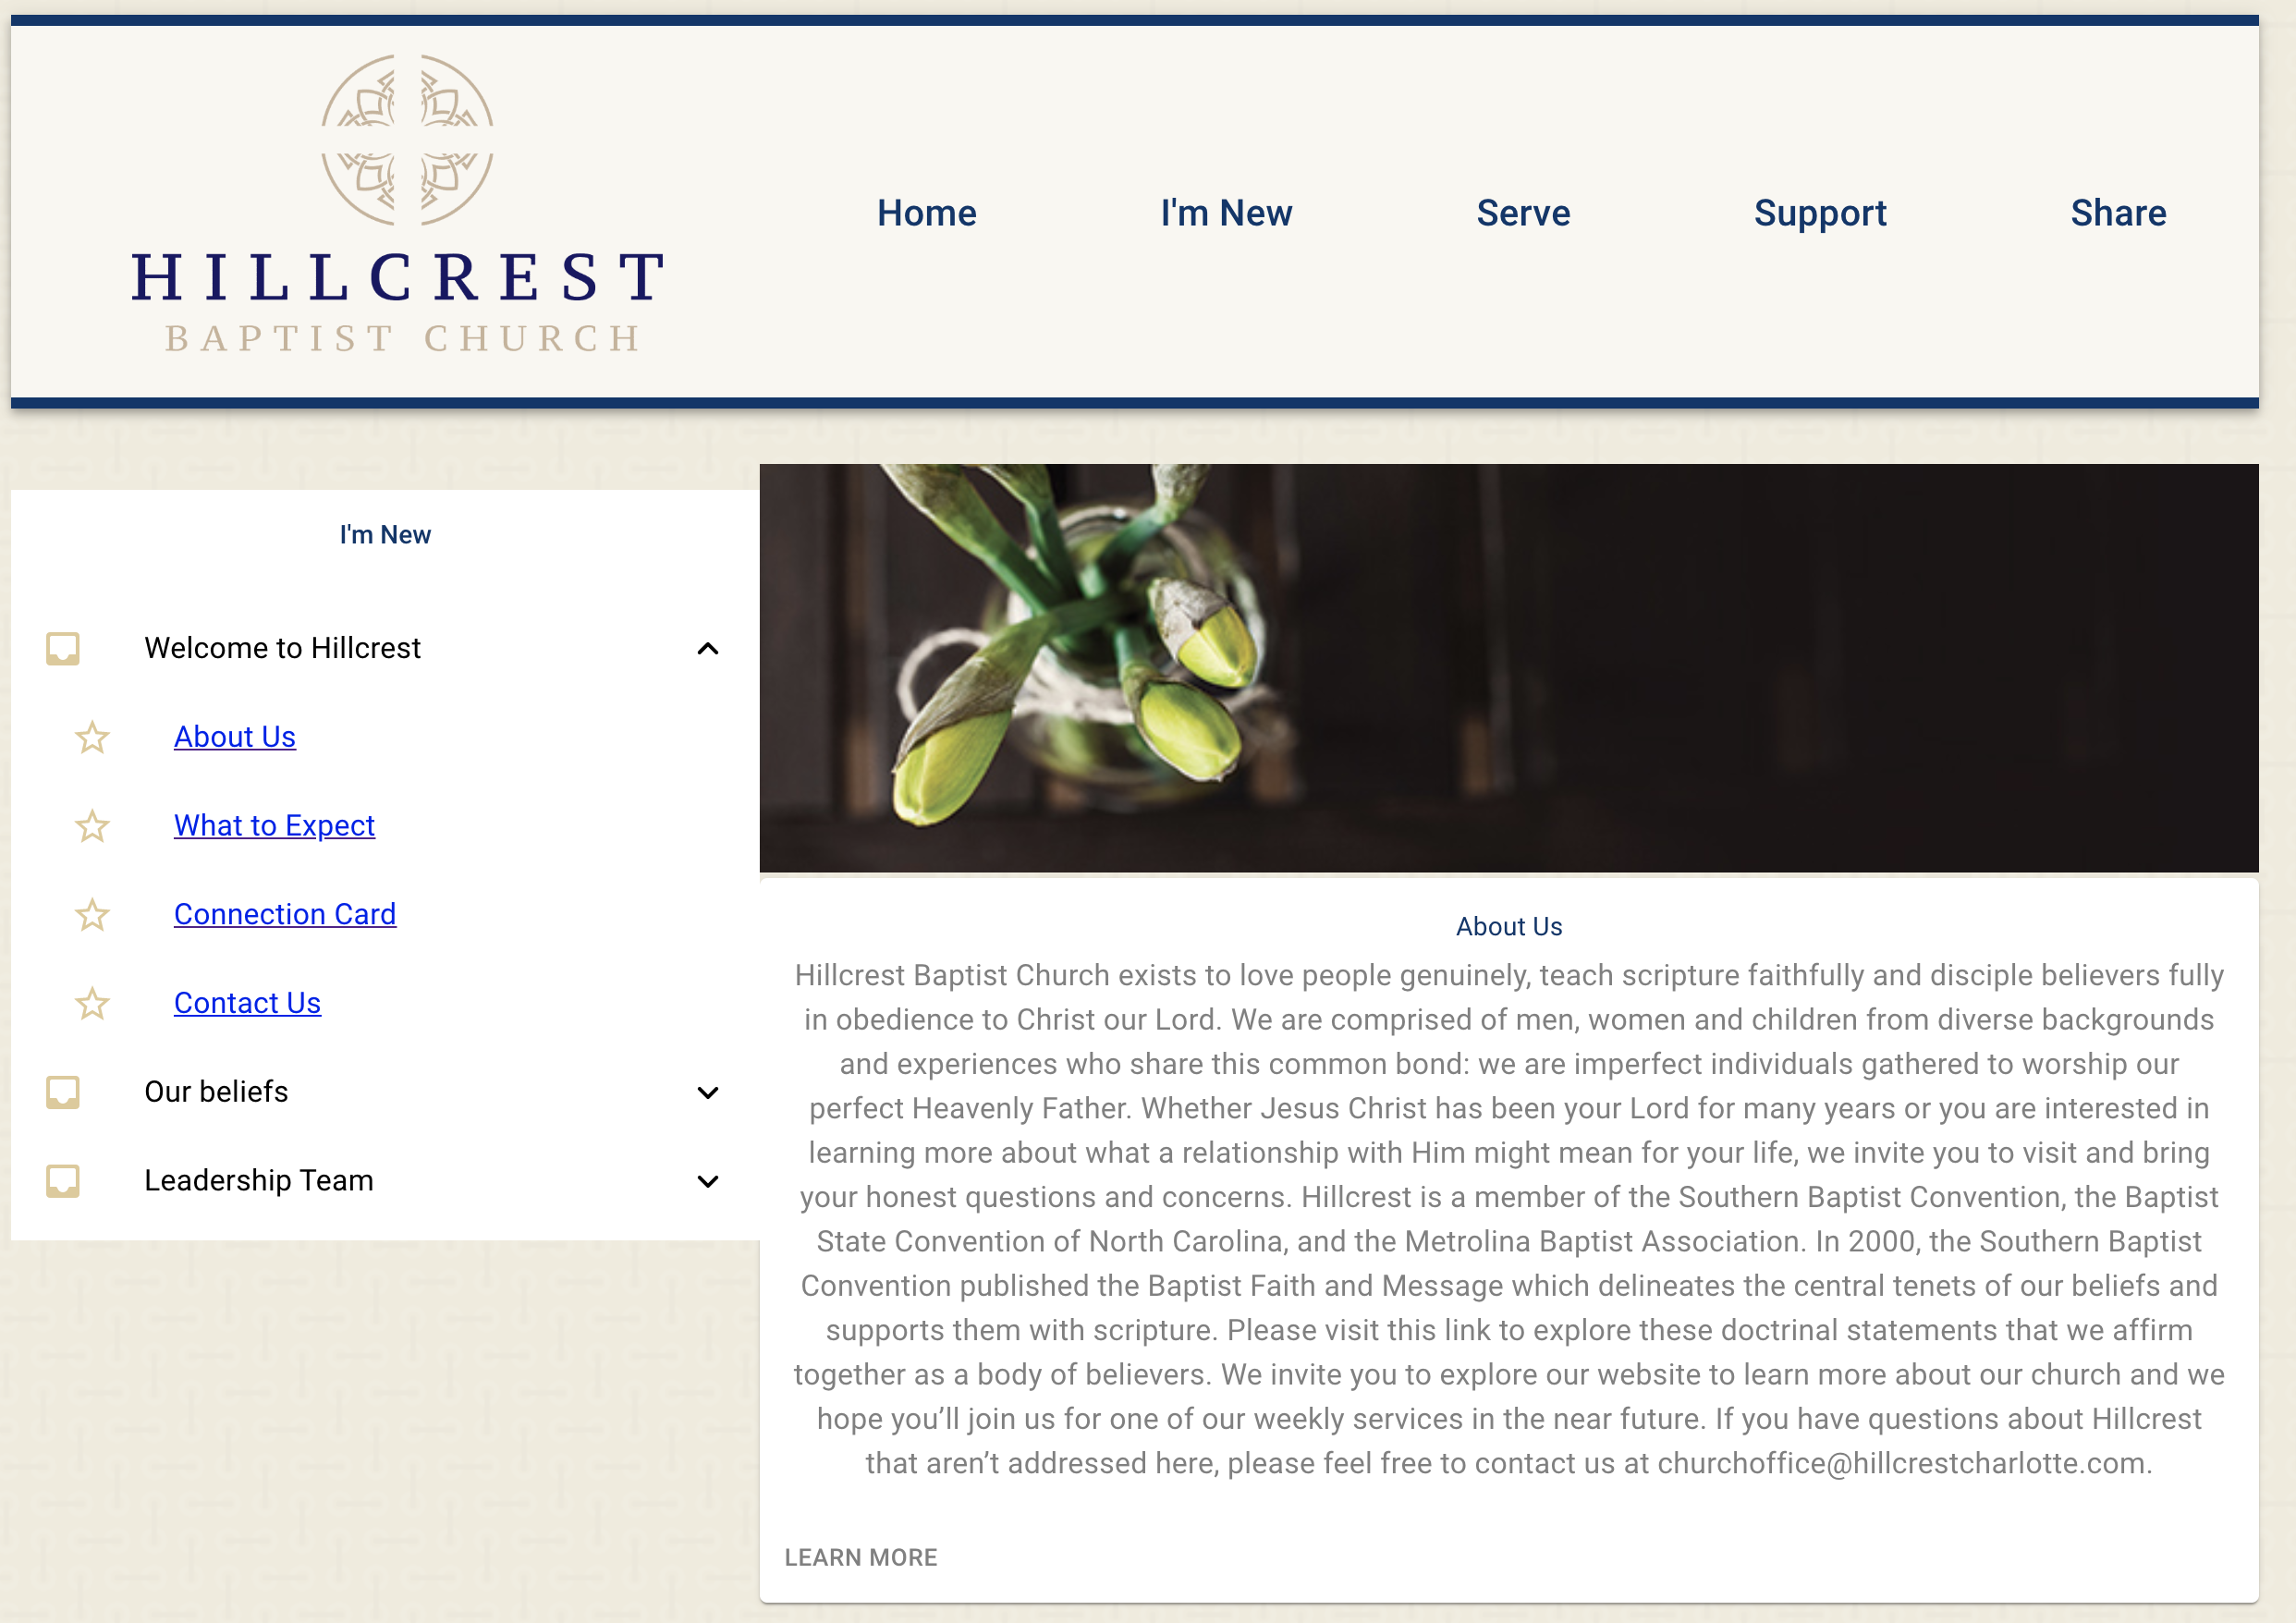 HILLCREST
BAPTIST CHURCH
Home
I'm New
Serve
Support
Share
I'm New
Welcome to Hillcrest
About Us
What to Expect
Connection Card
Contact Us
Our beliefs
Leadership Team
About Us
Hillcrest Baptist Church exists to love people genuinely, teach scripture faithfully and disciple believers fully
in obedience to Christ our Lord. We are comprised of men, women and children from diverse backgrounds
and experiences who share this common bond: we are imperfect individuals gathered to worship our
perfect Heavenly Father. Whether Jesus Christ has been your Lord for many years or you are interested in
learning more about what a relationship with Him might mean for your life, we invite you to visit and bring
your honest questions and concerns. Hillcrest is a member of the Southern Baptist Convention, the Baptist
State Convention of North Carolina, and the Metrolina Baptist Association. In 2000, the Southern Baptist
Convention published the Baptist Faith and Message which delineates the central tenets of our beliefs and
supports them with scripture. Please visit this link to explore these doctrinal statements that we affirm
together as a body of believers. We invite you to explore our website to learn more about our church and we
hope you’ll join us for one of our weekly services in the near future. If you have questions about Hillcrest
that aren’t addressed here, please feel free to contact us at churchoffice@hillcrestcharlotte.com.
LEARN MORE